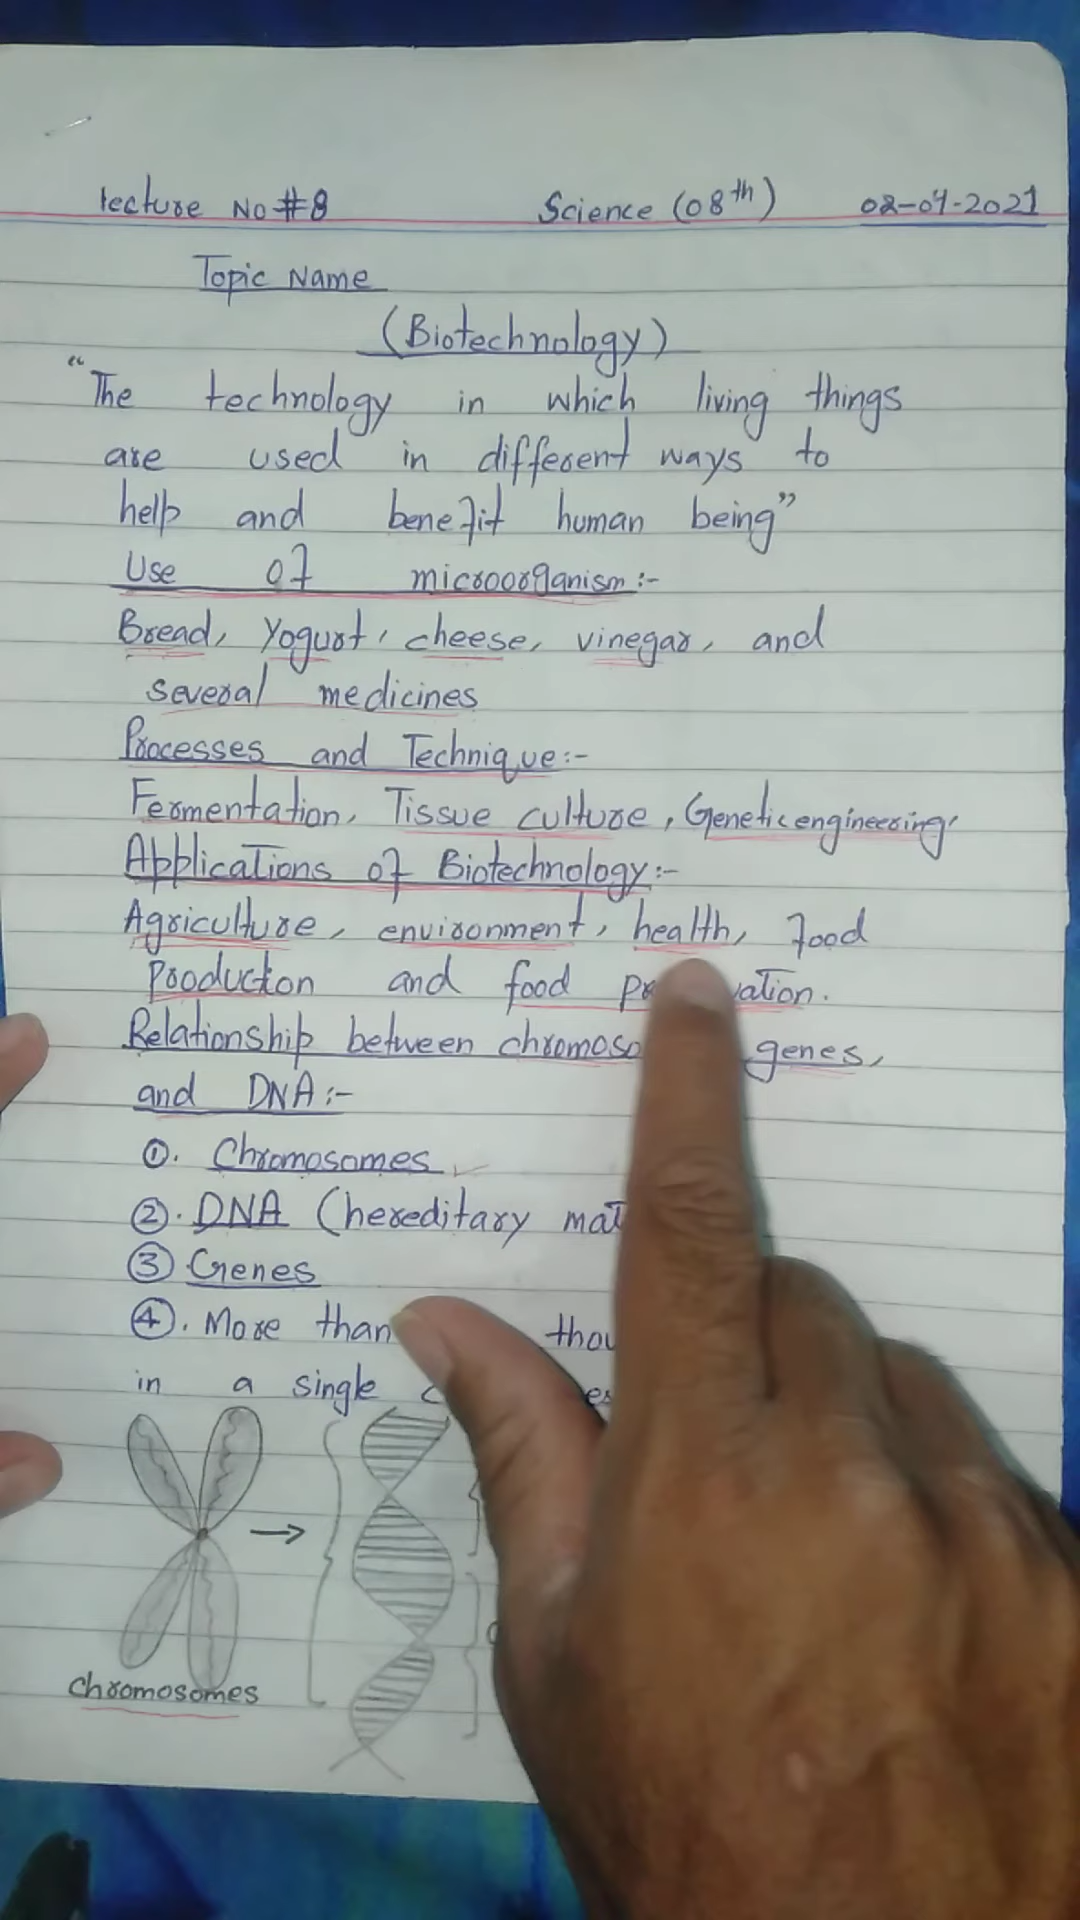 Lecture No #8 Science (08th) 02-04-2021
Topic Name
(Biotechnology)
"The technology in which living things
are used in different ways to
help and benefit human being"
Use of microorganism:-
Bread, Yogurt, cheese, vinegar, and
several medicines
Processes and Technique:-
Fermentation, Tissue culture, Genetic engineering,
Applications of Biotechnology:-
Agriculture, environment, health, food
Production and food
Relationship between genes,
and DNA:-
①. Chromosomes
②. DNA (hereditary
③ Genes
④. More than
in a single
Chromosomes